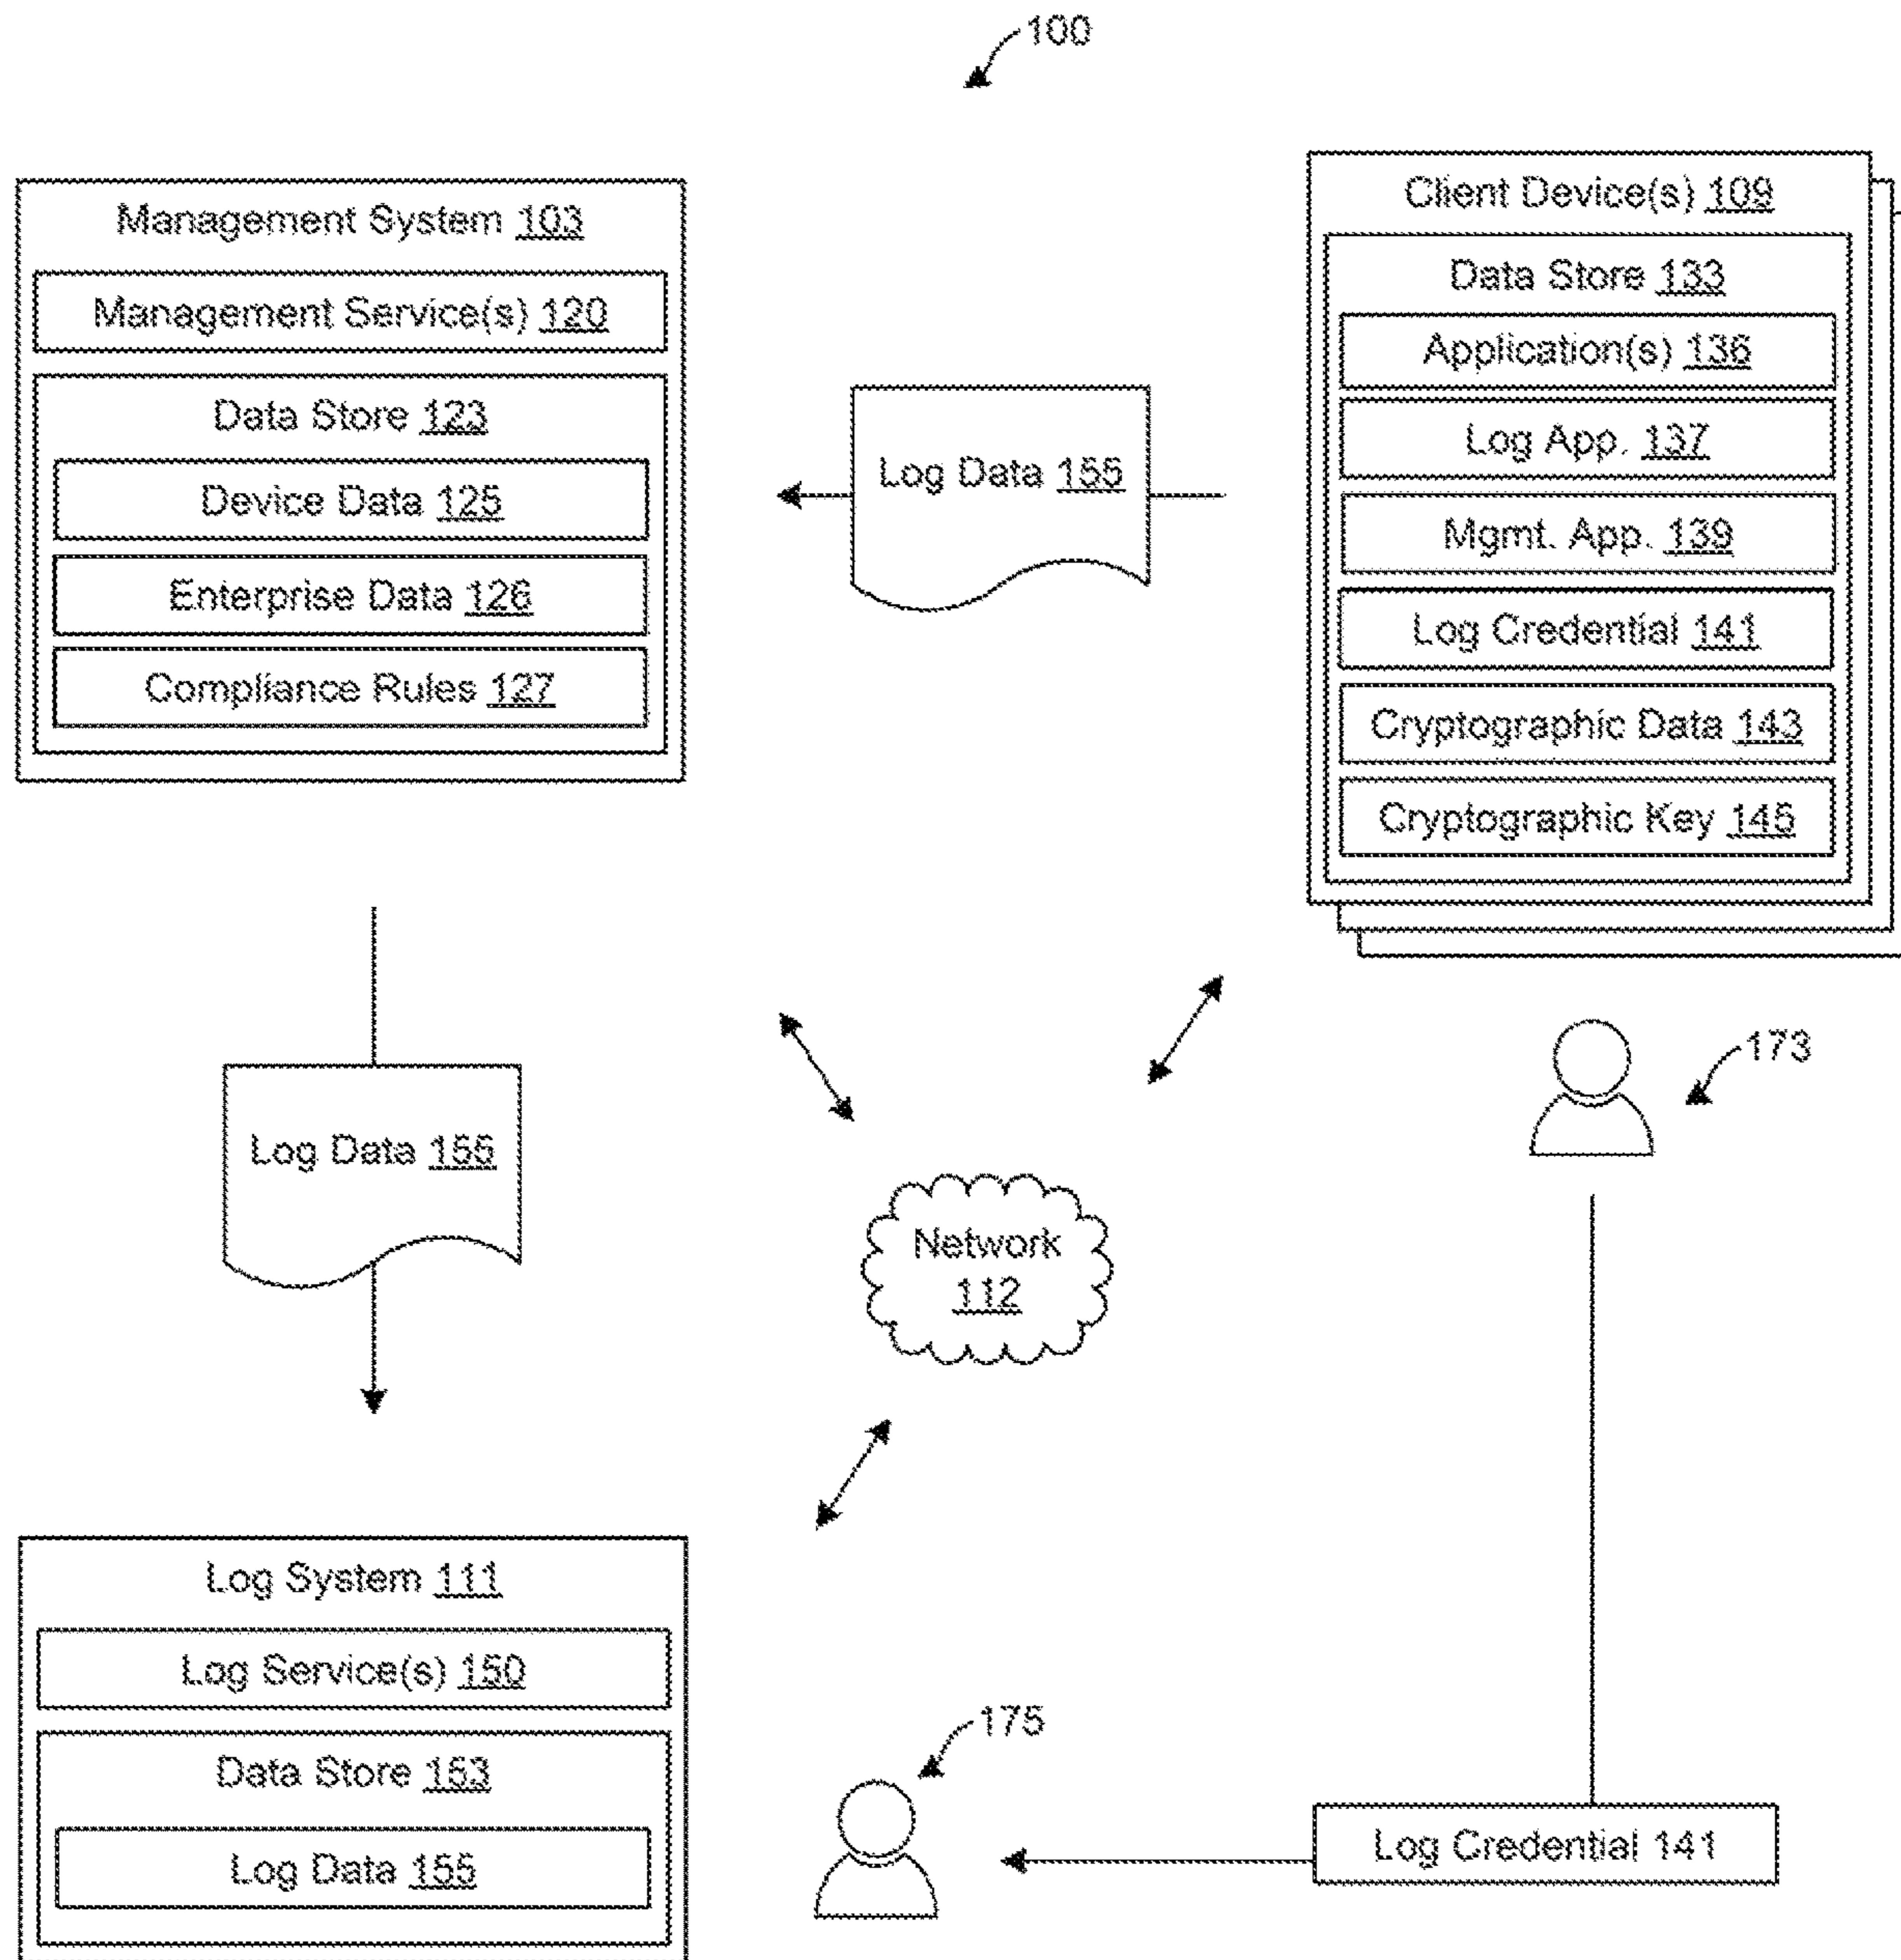 100
Management System 103
Management Service(s) 120
Data Store 123
Device Data 125
Enterprise Data 126
Compliance Rules 127
Log Data 155
Client Device(s) 109
Data Store 133
Application(s) 136
Log App. 137
Mgmt. App. 139
Log Credential 141
Cryptographic Data 143
Cryptographic Key 145
173
Log Data 155
Network
112
Log System 111
Log Service(s) 150
Data Store 153
Log Data 155
175
Log Credential 141